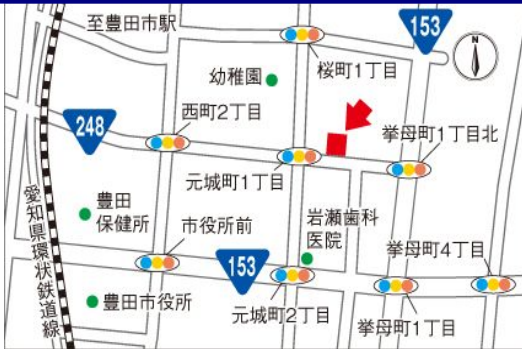 至豊田市駅
153
N
桜町1丁目
幼稚園
西町2丁目
248
挙母町1丁目北
元城町1丁目
愛知県環状鉄道線
豊田
保健所
市役所前
岩瀬歯科
医院
153
挙母町4丁目
豊田市役所
元城町2丁目
挙母町1丁目